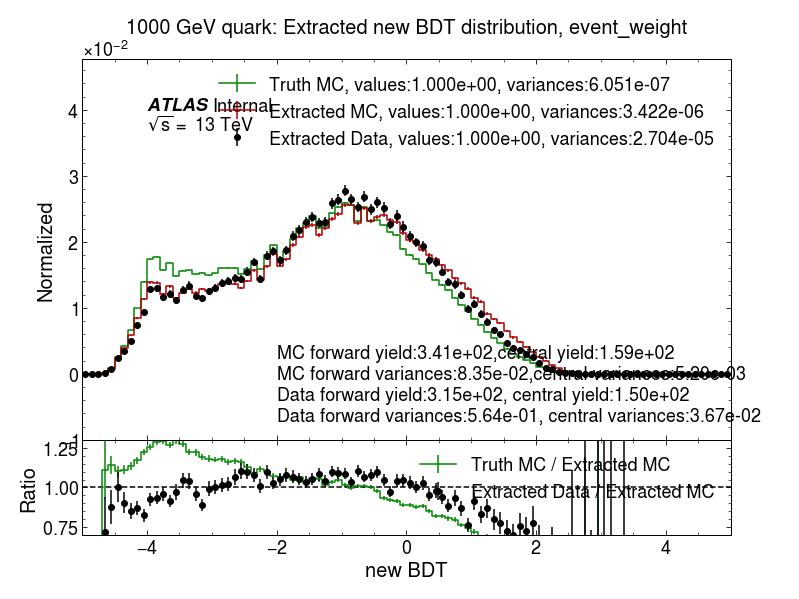 1000 GeV quark: Extracted new BDT distribution, event_weight
×10⁻²
Truth MC, values:1.000e+00, variances:6.051e-07
ATLAS Internal
Extracted MC, values:1.000e+00, variances:3.422e-06
√s = 13 TeV
Extracted Data, values:1.000e+00, variances:2.704e-05
4
3
2
1
0
Normalized
MC forward yield:3.41e+02,central yield:1.59e+02
MC forward variances:8.35e-02,central variances:5.29e-03
Data forward yield:3.15e+02, central yield:1.50e+02
Data forward variances:5.64e-01, central variances:3.67e-02
1.25
1.00
0.75
Ratio
Truth MC / Extracted MC
Extracted Data / Extracted MC
−4 −2 0 2 4
new BDT